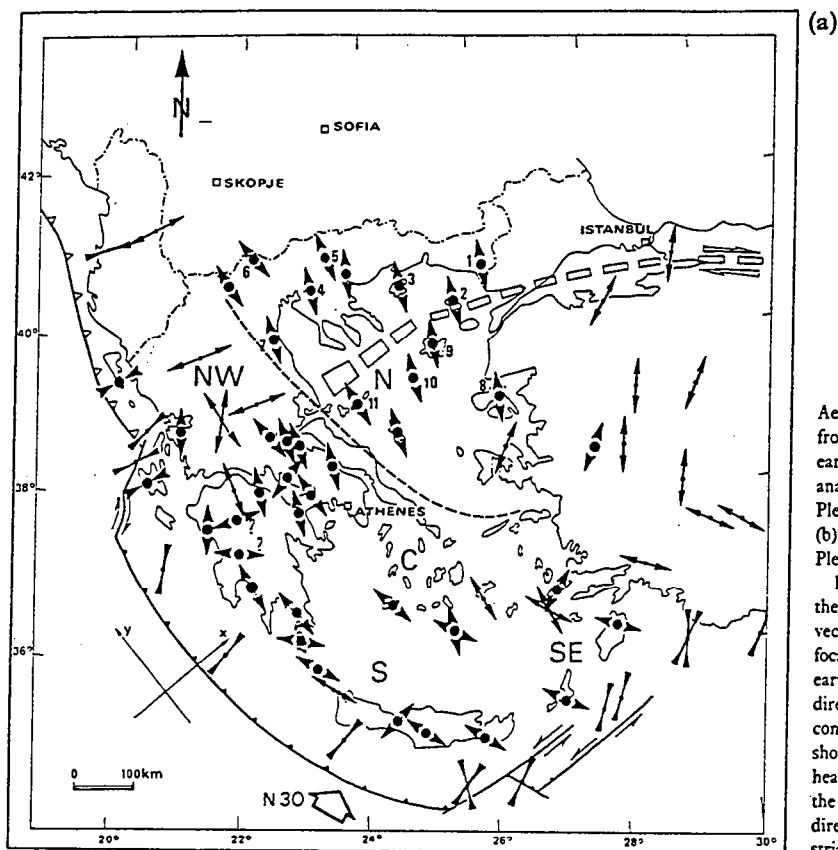 (a)
N
SOFIA
42°
SKOPJE
ISTANBUL
1
5
6
3
4
2
40°
7
9
NW
N
10
8
11
38°
?
ATHÈNES
?
C
36°
y
x
S
SE
0 100km
N30
20° 22° 24° 26° 28° 30°
Ae
fro
ear
ana
Ple
(b)
Ple
the
vec
foc
ear
dire
con
sho
hea
the
dire